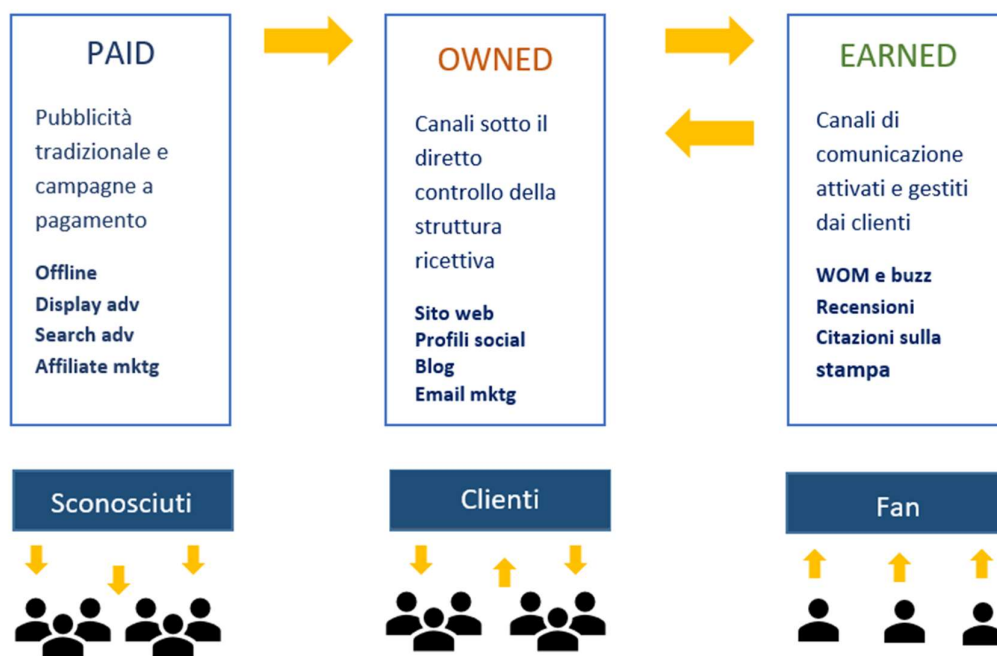 PAID
Pubblicità
tradizionale e
campagne a
pagamento
Offline
Display adv
Search adv
Affiliate mktg
OWNED
Canali sotto il
diretto
controllo della
struttura
ricettiva
Sito web
Profili social
Blog
Email mktg
EARNED
Canali di
comunicazione
attivati e gestiti
dai clienti
WOM e buzz
Recensioni
Citazioni sulla
stampa
Sconosciuti
Clienti
Fan